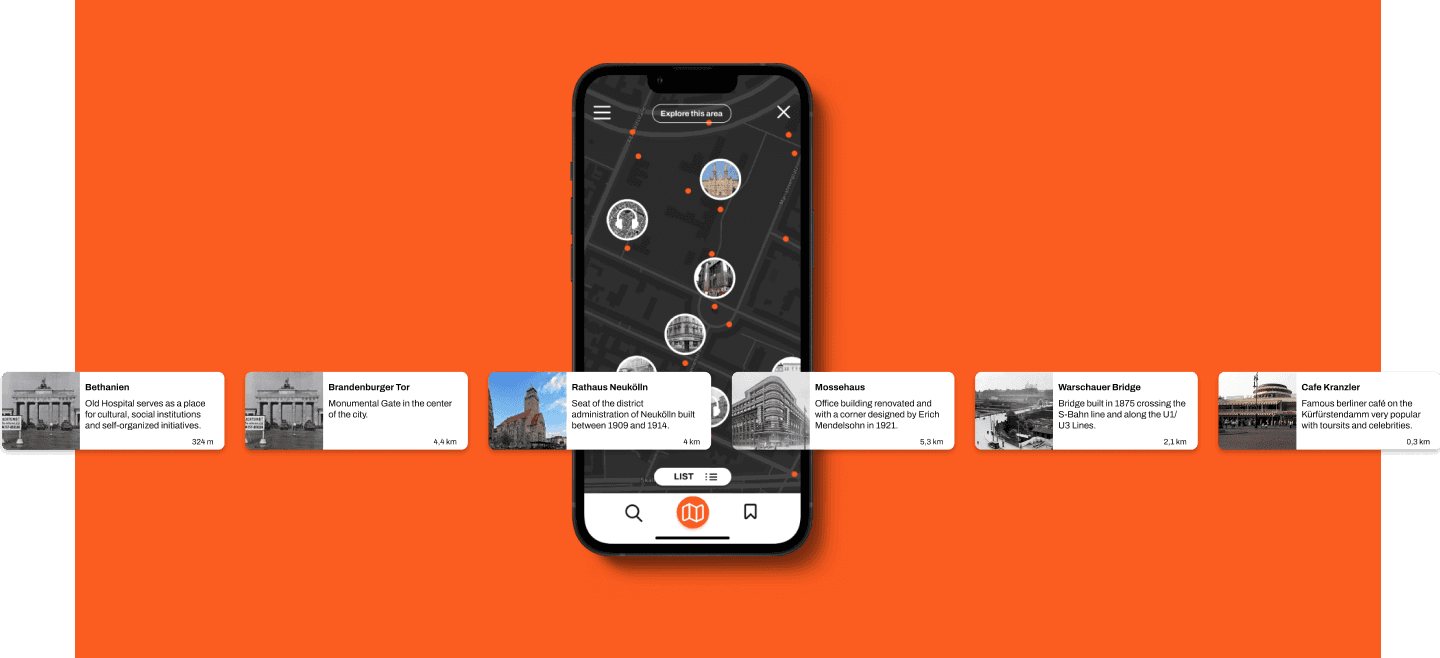 Explore this area
Bethanien
Old Hospital serves as a place
for cultural, social institutions
and self-organized initiatives.
324 m
Brandenburger Tor
Monumental Gate in the center
of the city.
4,4 km
Rathaus Neukölln
Seat of the district
administration of Neuköln built
between 1909 and 1914.
4 km
Mossehaus
Office building renovated and
with a corner designed by Erich
Mendelsohn in 1921.
5,3 km
Warschauer Bridge
Bridge built in 1875 crossing the
S-Bahn line and along the U1/
U3 Lines.
2,1 km
Cafe Kranzler
Famous berliner café on the
Kürfürstendamm very popular
with toursits and celebrities.
0,3 km
LIST